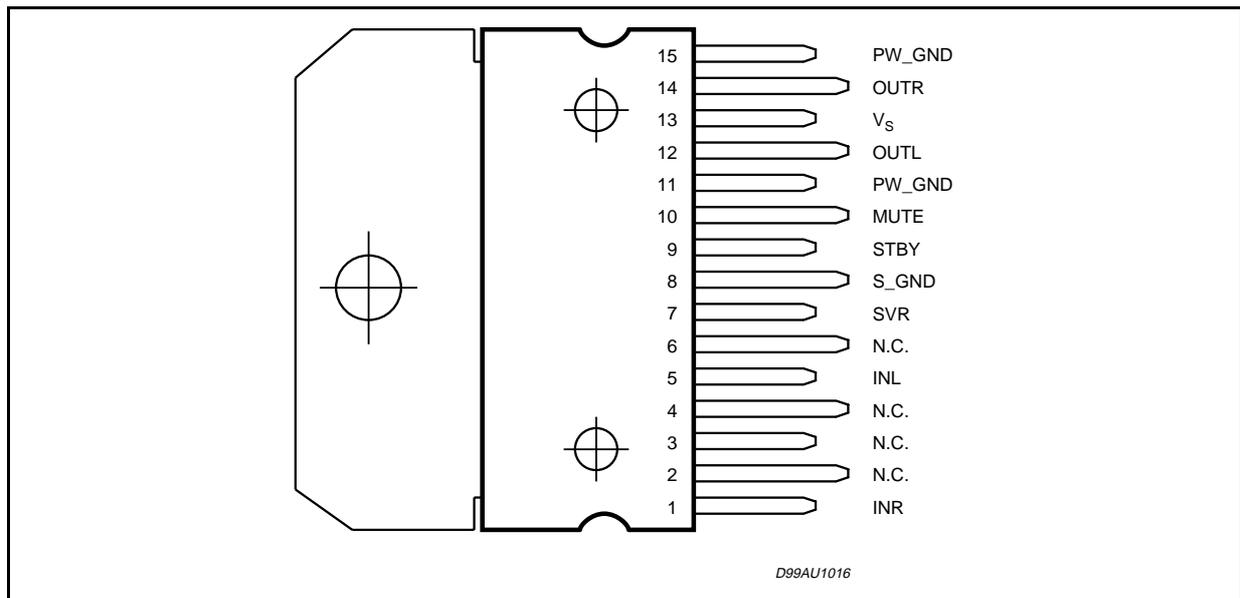 15 PW_GND
14 OUTR
13 VS
12 OUTL
11 PW_GND
10 MUTE
9 STBY
8 S_GND
7 SVR
6 N.C.
5 INL
4 N.C.
3 N.C.
2 N.C.
1 INR
D99AU1016